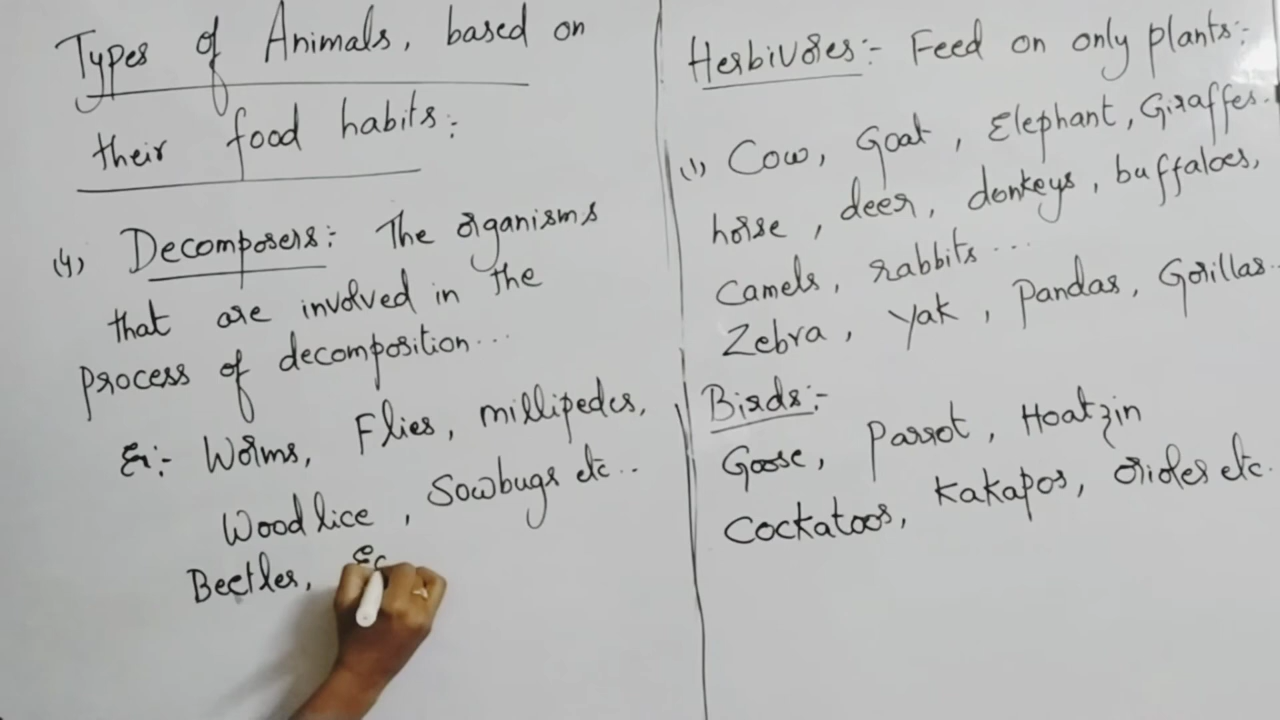 Types of Animals, based on
their food habits:
(4) Decomposers: The organisms
that are involved in the
process of decomposition...
Ex:- Worms, Flies, millipedes,
Woodlice, Sowbugs etc...
Beetles,
Herbivores:- Feed on only plants:-
(1) Cow, Goat, Elephant, Giraffes.
horse, deer, donkeys, buffaloes,
Camels, rabbits...
Zebra, Yak, Pandas, Gorillas..
Birds:-
Goose, Parrot, Hoatzin
Cockatoos, Kakapos, Orioles etc.